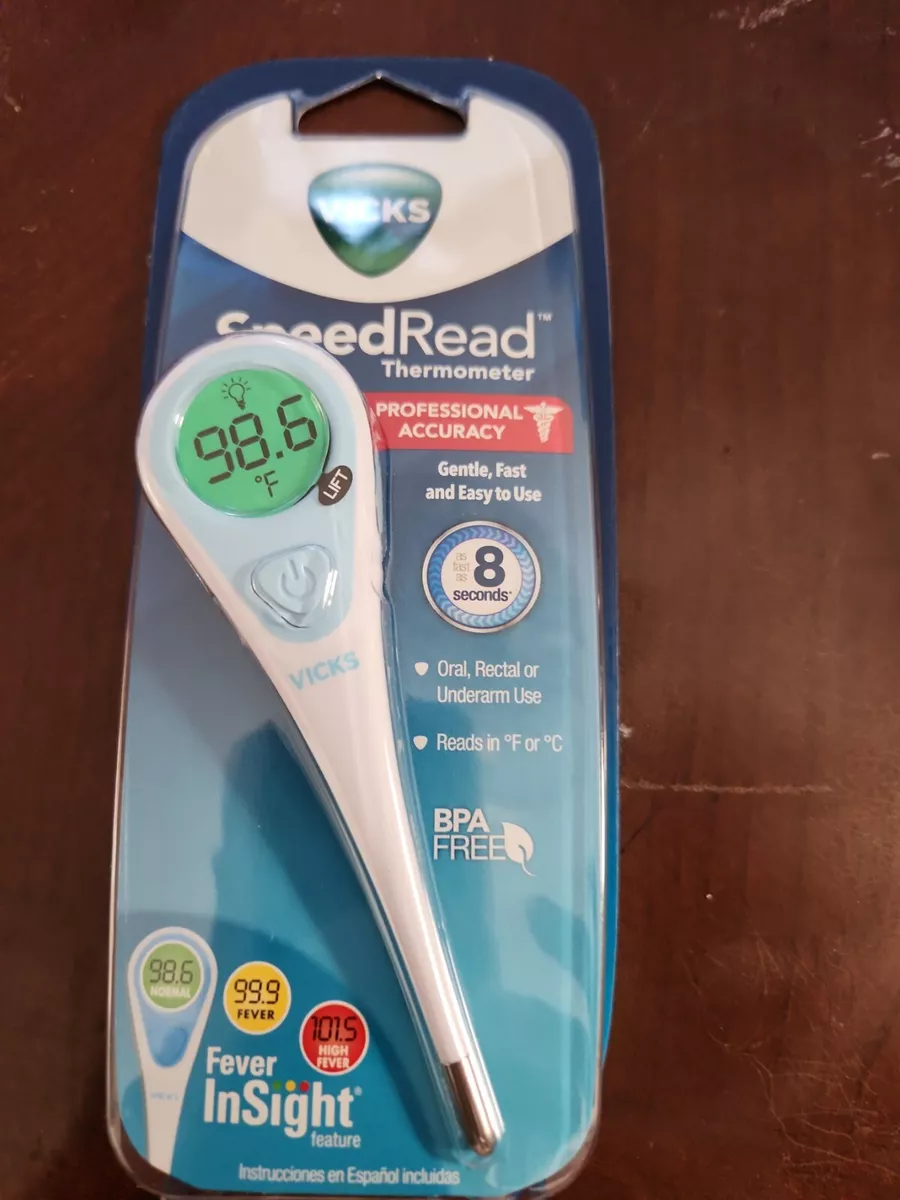 VICKS
SpeedRead™
Thermometer
PROFESSIONAL
ACCURACY
Gentle, Fast
and Easy to Use
98.6
°F
LIFT
as
fast
as
8
seconds*
VICKS
Oral, Rectal or
Underarm Use
Reads in °F or °C
BPA
FREE
98.6
NORMAL
99.9
FEVER
101.5
HIGH
FEVER
VICKS
Fever
InSight®
feature
Instrucciones en Español incluidas